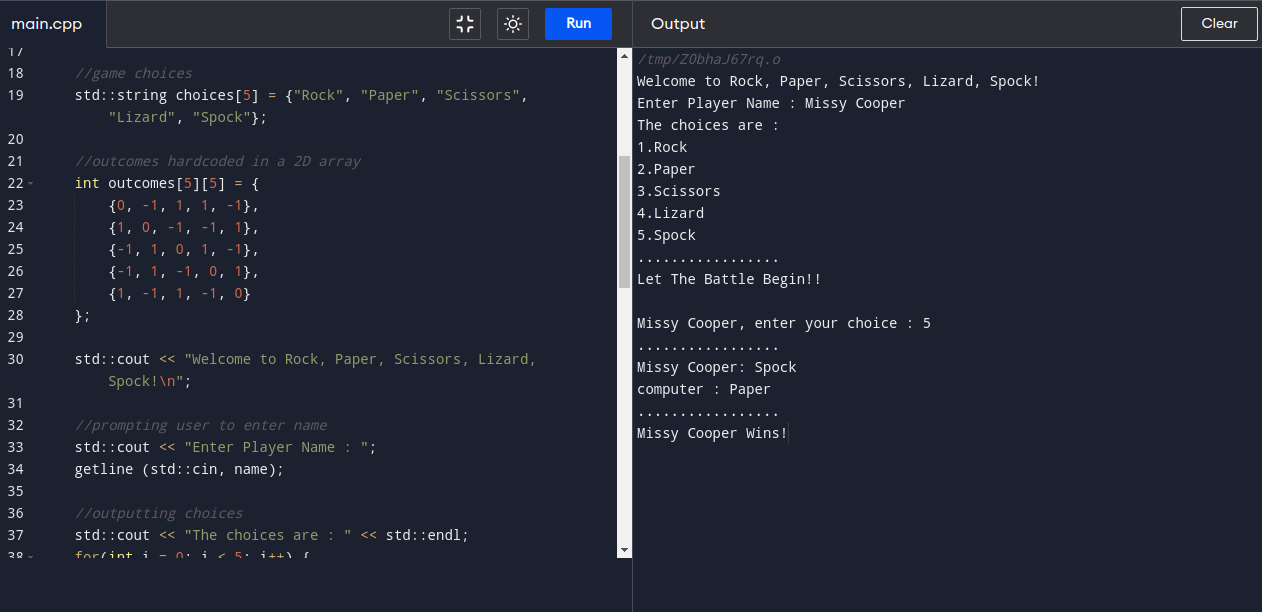 main.cpp
Run
17
18 //game choices
19 std::string choices[5] = {"Rock", "Paper", "Scissors",
"Lizard", "Spock"};
20
21 //outcomes hardcoded in a 2D array
22 int outcomes[5][5] = {
23 {0, -1, 1, 1, -1},
24 {1, 0, -1, -1, 1},
25 {-1, 1, 0, 1, -1},
26 {-1, 1, -1, 0, 1},
27 {1, -1, 1, -1, 0}
28 };
29
30 std::cout << "Welcome to Rock, Paper, Scissors, Lizard,
Spock!\n";
31
32 //prompting user to enter name
33 std::cout << "Enter Player Name : ";
34 getline (std::cin, name);
35
36 //outputting choices
37 std::cout << "The choices are : " << std::endl;
38 for(int i = 0; i < 5; i++) {
Output
Clear
/tmp/ZObhaJ67rq.o
Welcome to Rock, Paper, Scissors, Lizard, Spock!
Enter Player Name : Missy Cooper
The choices are :
1.Rock
2.Paper
3.Scissors
4.Lizard
5.Spock
.................
Let The Battle Begin!!
Missy Cooper, enter your choice : 5
.................
Missy Cooper: Spock
computer : Paper
.................
Missy Cooper Wins!